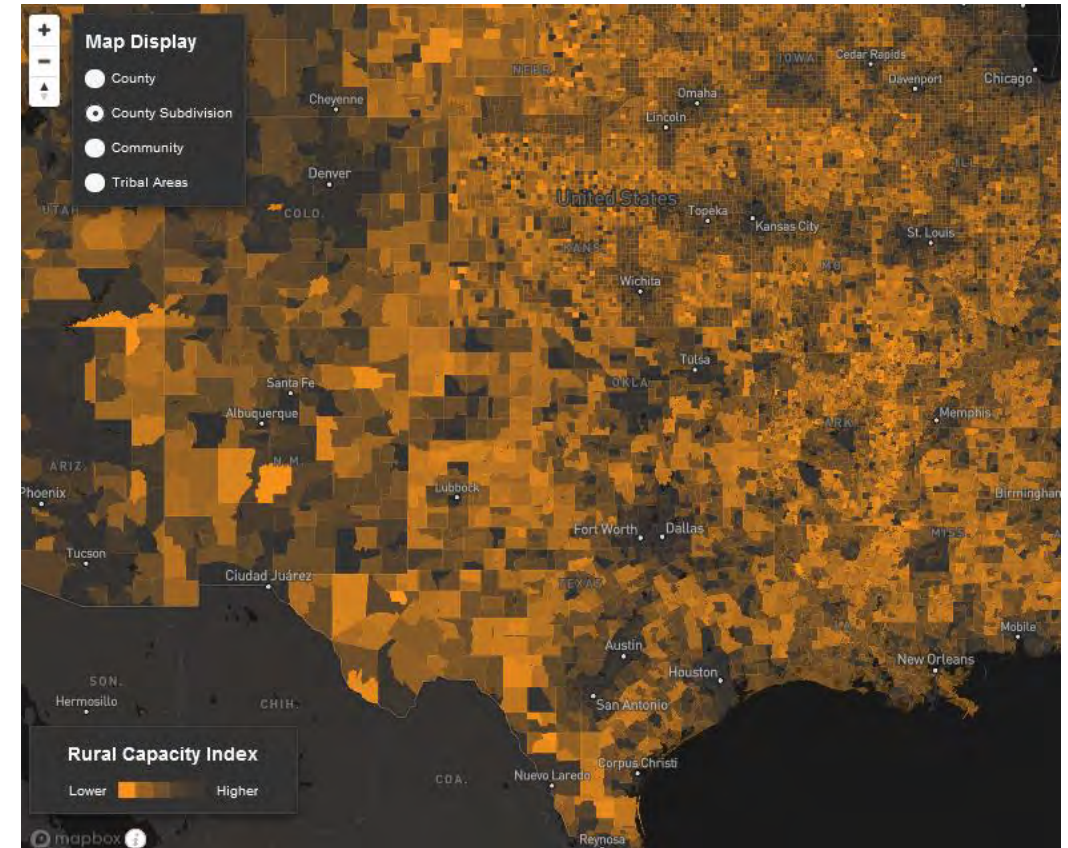 Map Display
County
County Subdivision
Community
Tribal Areas
NEBR.
IOWA
Cedar Rapids
Davenport
Chicago
Cheyenne
Omaha
Lincoln
Denver
United States
UTAH
COLO.
Topeka
Kansas City
St. Louis
KANS.
MO.
ILL.
Wichita
Tulsa
Santa Fe
OKLA.
Albuquerque
Memphis
ARK.
ARIZ.
N.M.
Phoenix
Lubbock
Birmingham
Fort Worth
Dallas
MISS.
Tucson
Ciudad Juárez
TEXAS
LA.
Mobile
Austin
New Orleans
Houston
SON.
Hermosillo
CHIH.
San Antonio
Rural Capacity Index
Lower
Higher
COA.
Nuevo Laredo
Corpus Christi
mapbox
Reynosa